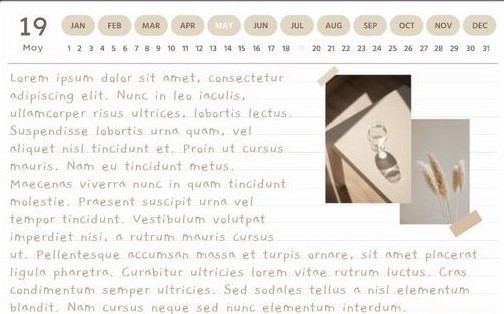 19
May
JAN FEB MAR APR MAY JUN JUL AUG SEP OCT NOV DEC
1 2 3 4 5 6 7 8 9 10 11 12 13 14 15 16 17 18 20 21 22 23 24 25 26 27 28 29 30 31
Lorem ipsum dolor sit amet, consectetur
adipiscing elit. Nunc in leo iaculis,
ullamcorper risus ultrices, lobortis lectus.
Suspendisse lobortis urna quam, vel
aliquet nisl tincidunt et. Proin ut cursus
mauris. Nam eu tincidunt metus.
Maecenas viverra nunc in quam tincidunt
molestie. Praesent suscipit urna vel
tempor tincidunt. Vestibulum volutpat
imperdiet nisi, a rutrum mauris cursus
ut. Pellentesque accumsan massa et turpis ornare, sit amet placerat
ligula pharetra. Curabitur ultricies lorem vitae rutrum luctus. Cras
condimentum semper ultricies. Sed sodales tellus a nisl elementum
blandit. Nam cursus neque sed nunc elementum interdum.